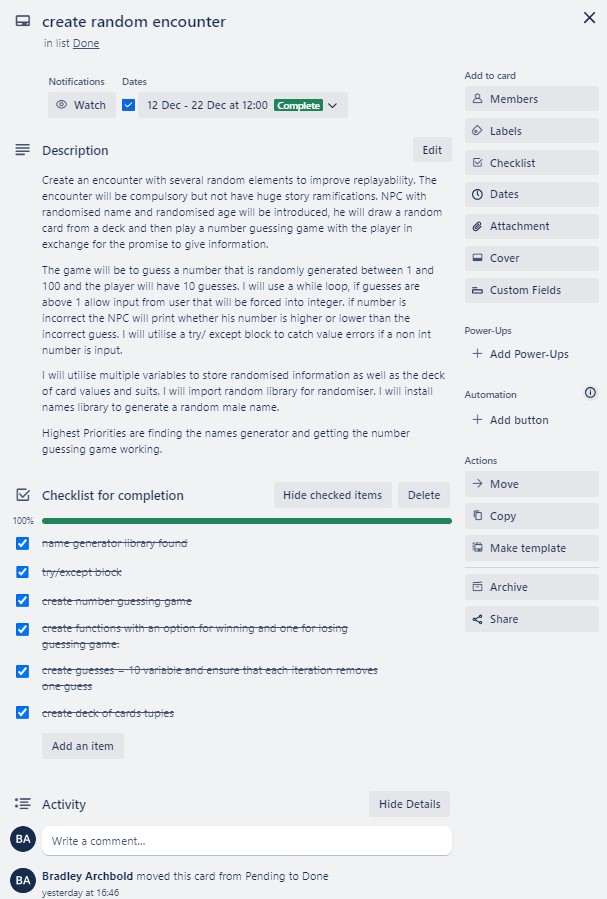 create random encounter
in list Done
Notifications
Dates
Watch
12 Dec - 22 Dec at 12:00 Complete
Description
Edit
Create an encounter with several random elements to improve replayability. The
encounter will be compulsory but not have huge story ramifications. NPC with
randomised name and randomised age will be introduced, he will draw a random
card from a deck and then play a number guessing game with the player in
exchange for the promise to give information.
The game will be to guess a number that is randomly generated between 1 and
100 and the player will have 10 guesses. I will use a while loop, if guesses are
above 1 allow input from user that will be forced into integer. if number is
incorrect the NPC will print whether his number is higher or lower than the
incorrect guess. I will utilise a try/ except block to catch value errors if a non int
number is input.
I will utilise multiple variables to store randomised information as well as the deck
of card values and suits. I will import random library for randomiser. I will install
names library to generate a random male name.
Highest Priorities are finding the names generator and getting the number
guessing game working.
Checklist for completion
Hide checked items
Delete
100%
name generator library found
try/except block
create number guessing game
create functions with an option for winning and one for losing
guessing game.
create guesses = 10 variable and ensure that each iteration removes
one guess
create deck of cards tuples
Add an item
Activity
Hide Details
BA
Write a comment...
BA
Bradley Archbold moved this card from Pending to Done
yesterday at 16:46
Add to card
Members
Labels
Checklist
Dates
Attachment
Cover
Custom Fields
Power-Ups
+ Add Power-Ups
Automation
+ Add button
Actions
Move
Copy
Make template
Archive
Share